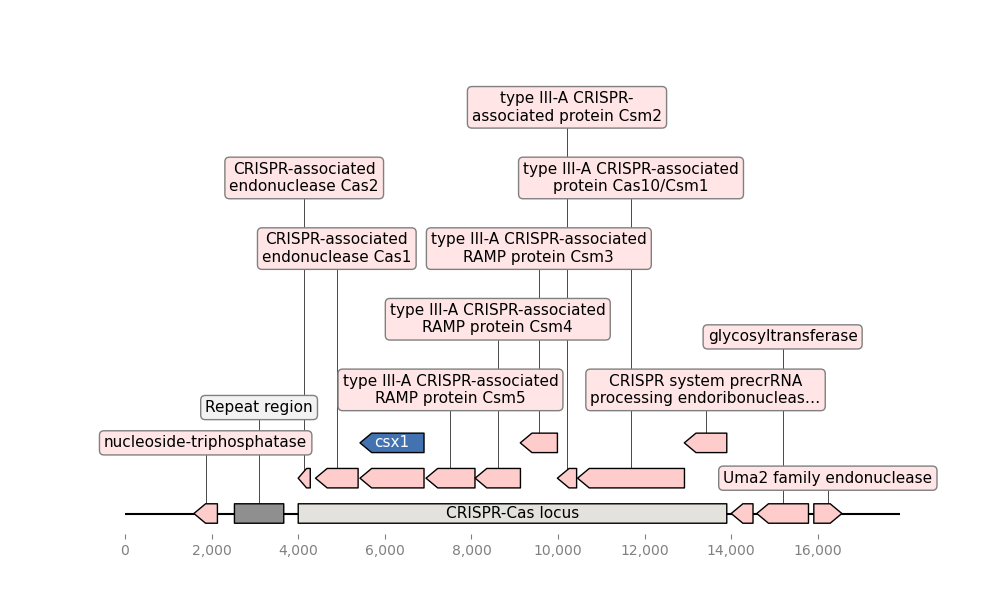 type III-A CRISPR-
associated protein Csm2
CRISPR-associated
endonuclease Cas2
type III-A CRISPR-associated
protein Cas10/Csm1
CRISPR-associated
endonuclease Cas1
type III-A CRISPR-associated
RAMP protein Csm3
type III-A CRISPR-associated
RAMP protein Csm4
glycosyltransferase
type III-A CRISPR-associated
RAMP protein Csm5
CRISPR system precrRNA
processing endoribonucleas…
Repeat region
nucleoside-triphosphatase
csx1
Uma2 family endonuclease
CRISPR-Cas locus
0 2,000 4,000 6,000 8,000 10,000 12,000 14,000 16,000